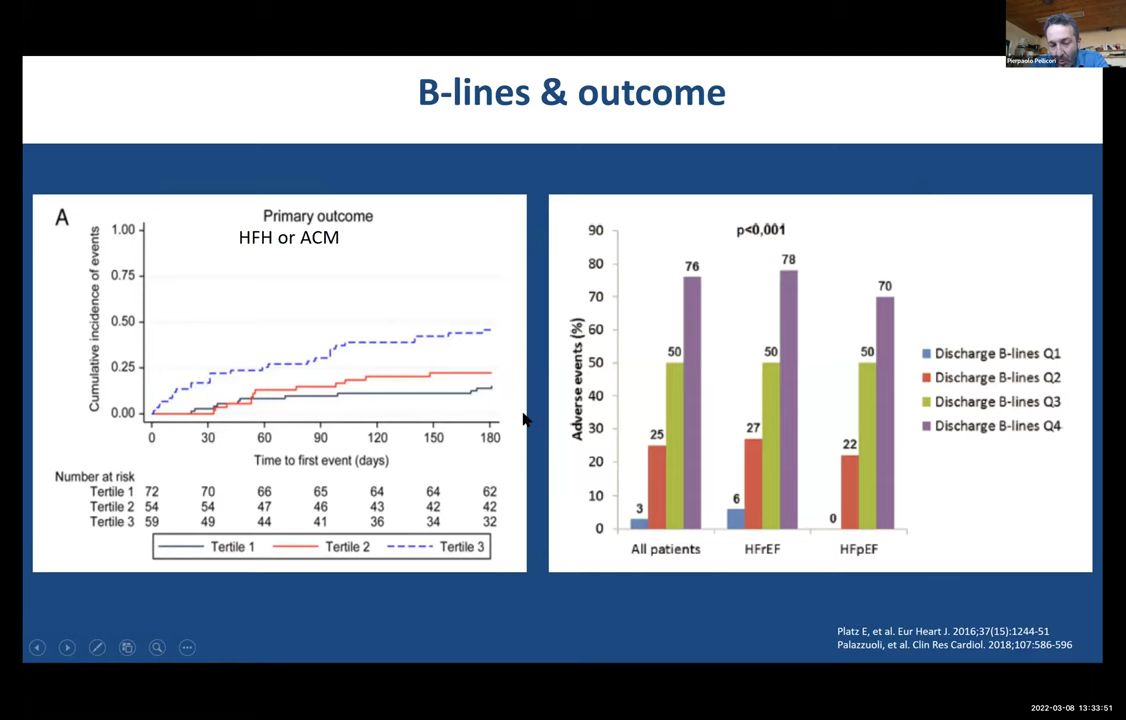 Pierpaolo Pellicori
B-lines & outcome
A
Primary outcome
HFH or ACM
Cumulative incidence of events
1.00
0.75
0.50
0.25
0.00
0 30 60 90 120 150 180
Time to first event (days)
Number at risk
Tertile 1 72 70 66 65 64 64 62
Tertile 2 54 54 47 46 43 42 42
Tertile 3 59 49 44 41 36 34 32
Tertile 1 Tertile 2 Tertile 3
p<0,001
Adverse events (%)
90
80
70
60
50
40
30
20
10
0
3 25 50 76
6 27 50 78
0 22 50 70
All patients HFrEF HFpEF
Discharge B-lines Q1
Discharge B-lines Q2
Discharge B-lines Q3
Discharge B-lines Q4
Platz E, et al. Eur Heart J. 2016;37(15):1244-51
Palazzuoli, et al. Clin Res Cardiol. 2018;107:586-596
2022-03-08 13:33:51